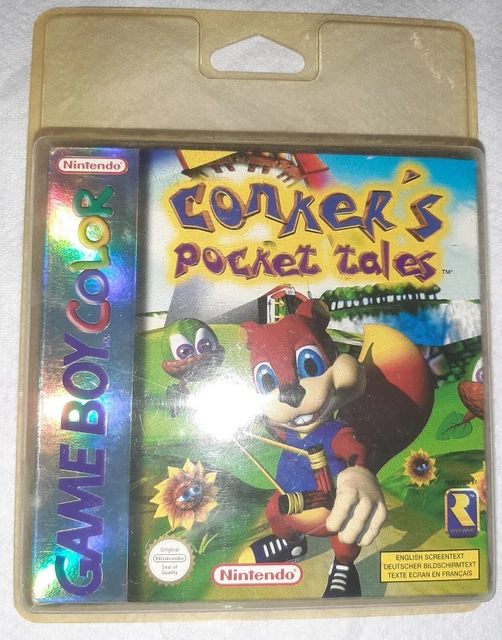 Nintendo
GAME BOY COLOR
CONKER'S
POCKET tales
TM
Original
Nintendo
Seal of
Quality
Nintendo
ENGLISH SCREENTEXT
DEUTSCHER BILDSCHIRMTEXT
TEXTE ECRAN EN FRANÇAIS